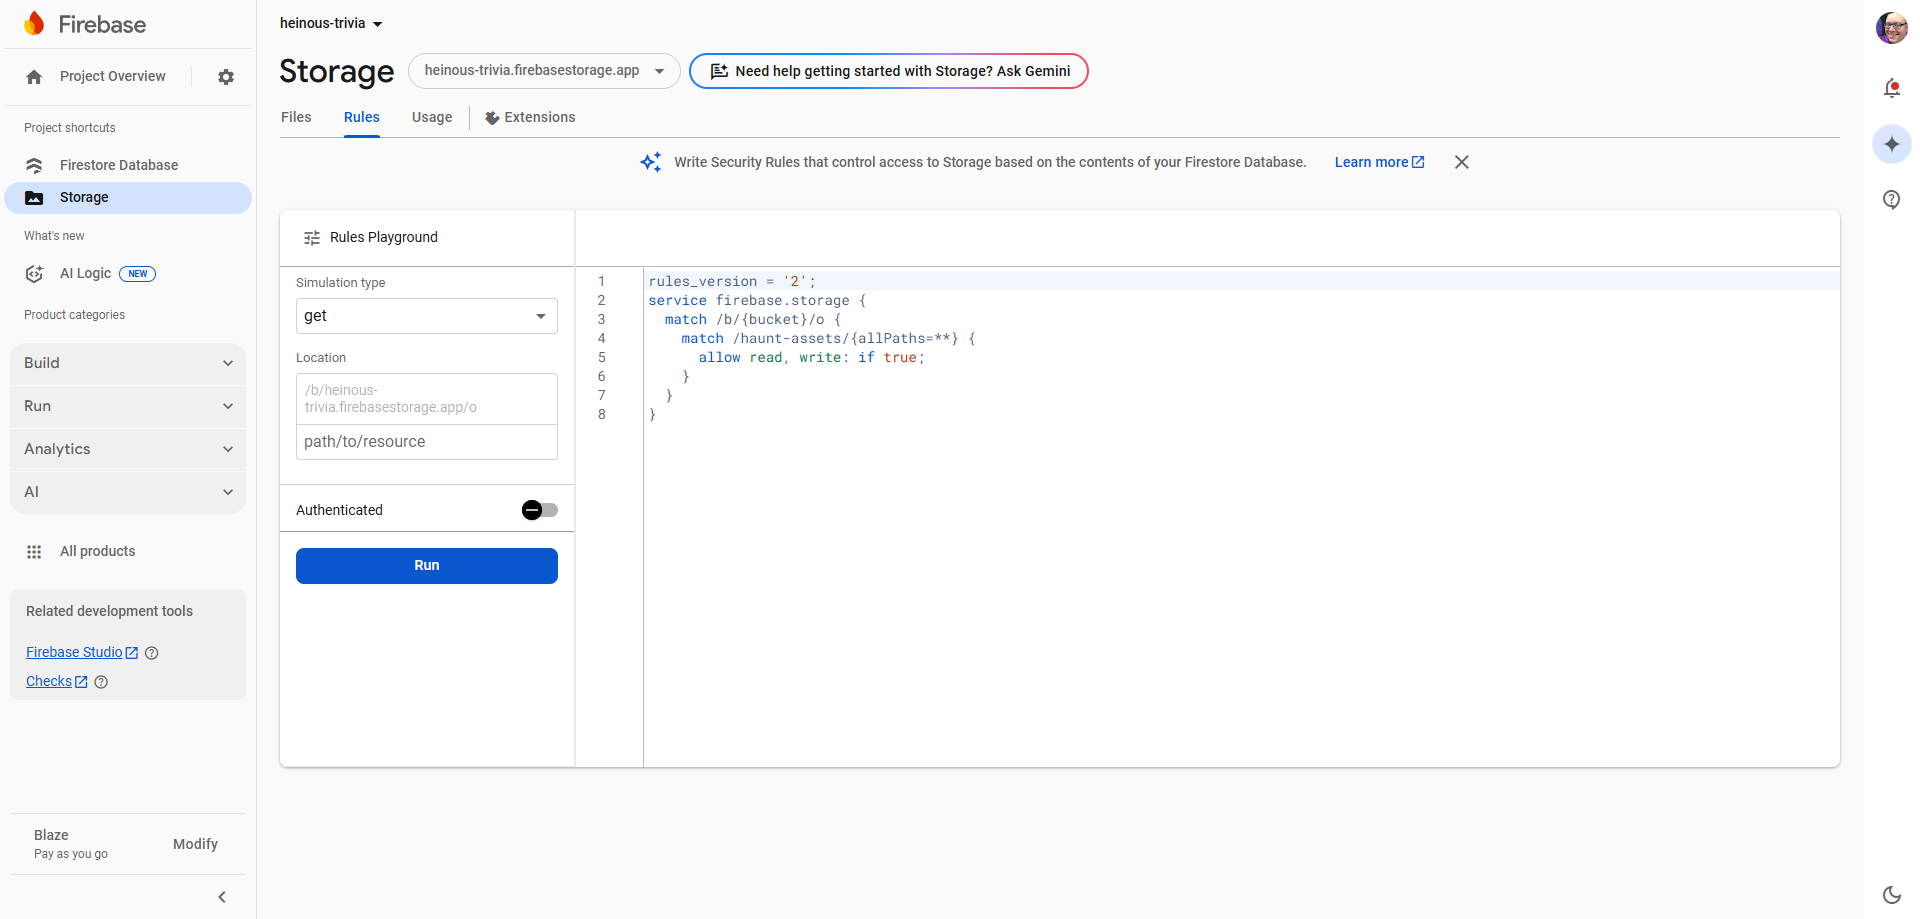 Firebase
Project Overview
Project shortcuts
Firestore Database
Storage
What's new
AI Logic NEW
Product categories
Build
Run
Analytics
AI
All products
Related development tools
Firebase Studio
Checks
Blaze
Pay as you go
Modify
heinous-trivia
Storage
heinous-trivia.firebasestorage.app
Need help getting started with Storage? Ask Gemini
Files Rules Usage Extensions
Write Security Rules that control access to Storage based on the contents of your Firestore Database. Learn more
Rules Playground
Simulation type
get
Location
/b/heinous-
trivia.firebasestorage.app/o
path/to/resource
Authenticated
Run
1 rules_version = '2';
2 service firebase.storage {
3 match /b/{bucket}/o {
4 match /haunt-assets/{allPaths=**} {
5 allow read, write: if true;
6 }
7 }
8 }